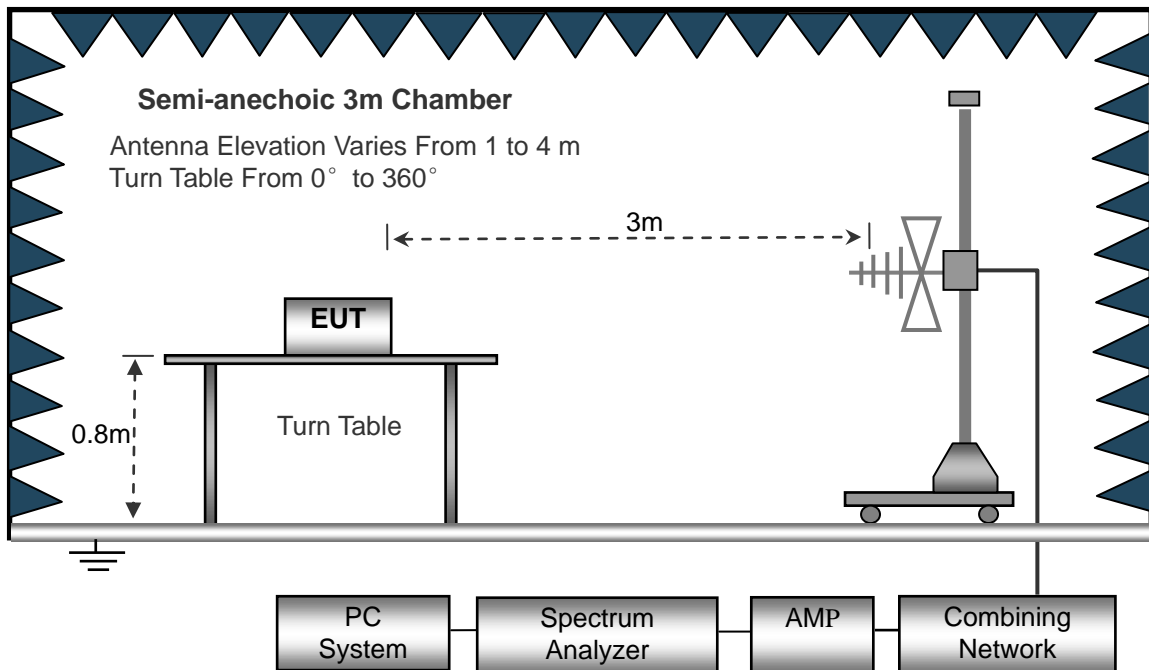 Semi-anechoic 3m Chamber
Antenna Elevation Varies From 1 to 4 m
Turn Table From 0° to 360°
3m
EUT
0.8m
Turn Table
PC
System
Spectrum
Analyzer
AMP
Combining
Network